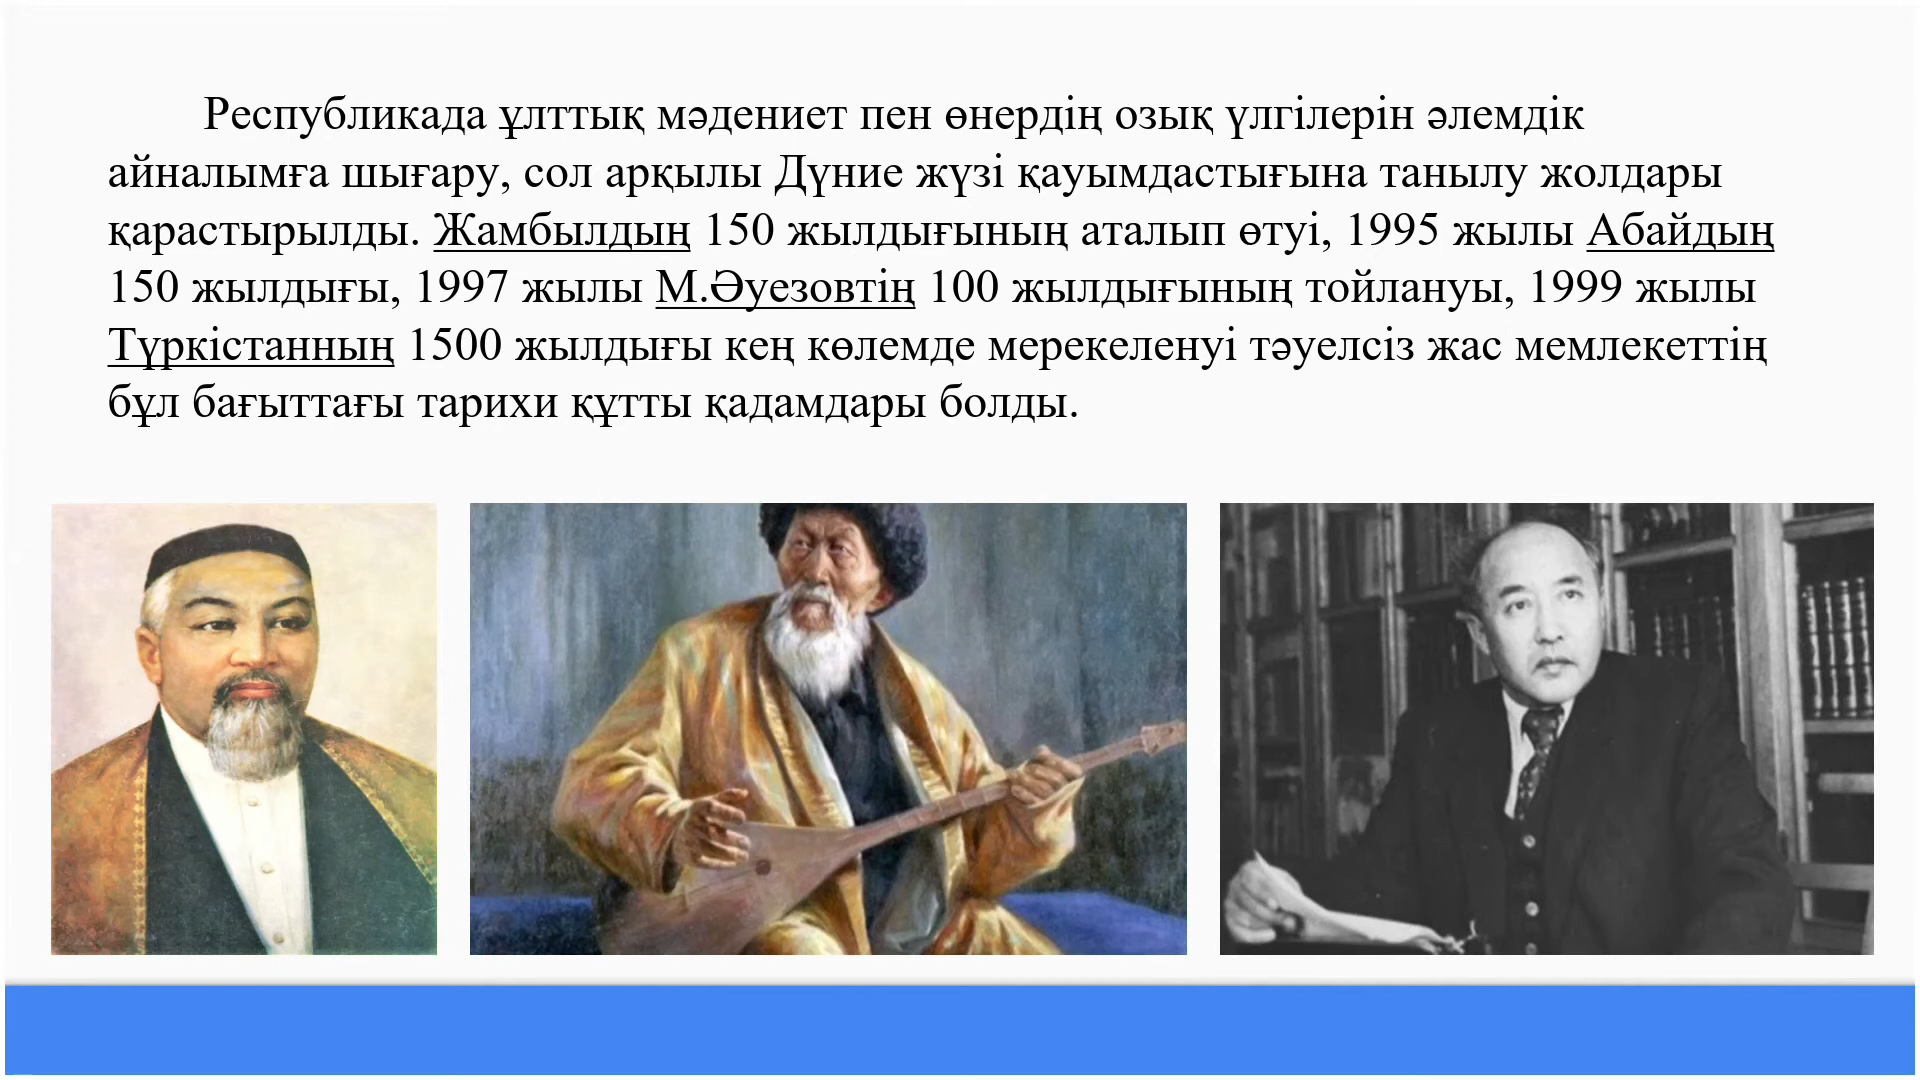 Республикада ұлттық мәдениет пен өнердің озық үлгілерін әлемдік
айналымға шығару, сол арқылы Дүние жүзі қауымдастығына танылу жолдары
қарастырылды. Жамбылдың 150 жылдығының аталып өтуі, 1995 жылы Абайдың
150 жылдығы, 1997 жылы М.Әуезовтің 100 жылдығының тойлануы, 1999 жылы
Түркістанның 1500 жылдығы кең көлемде мерекеленуі тәуелсіз жас мемлекеттің
бұл бағыттағы тарихи құтты қадамдары болды.